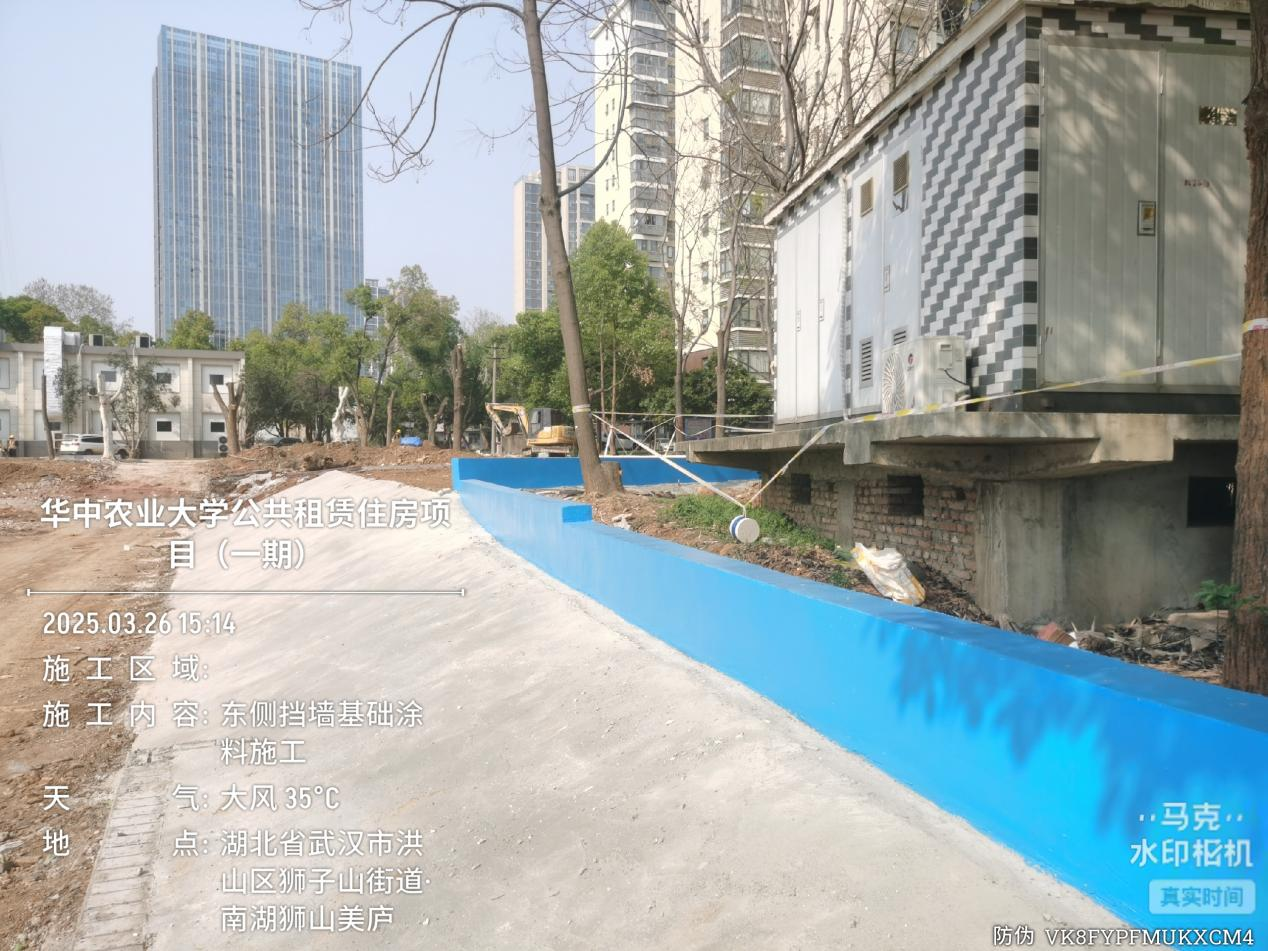 华中农业大学公共租赁住房项
目（一期）
2025.03.26 15:14
施工区域:
施工内容: 东侧挡墙基础涂
料施工
天气: 大风 35°C
地点: 湖北省武汉市洪
山区狮子山街道·
南湖狮山美庐
马克
水印相机
真实时间
防伪 VK8FYPFMUKXCM4